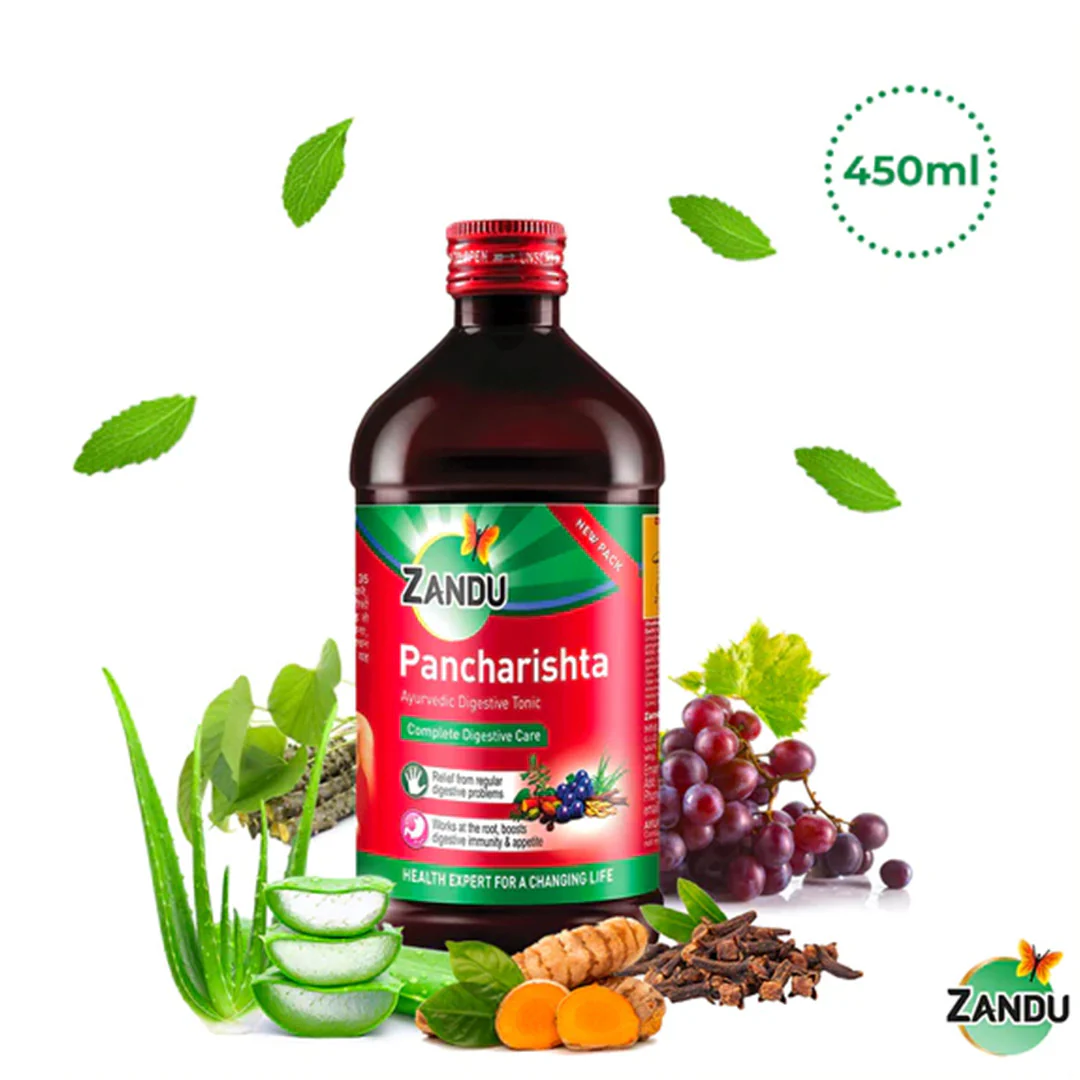 450ml
NEW PACK
ZANDU
Pancharishta
Ayurvedic Digestive Tonic
Complete Digestive Care
Relief from regular
digestive problems
Works at the root, boosts
digestive immunity & appetite
HEALTH EXPERT FOR A CHANGING LIFE
ZANDU